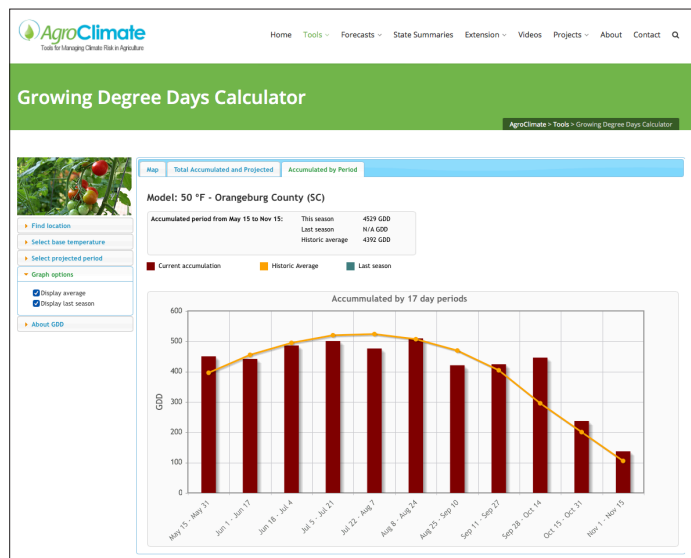 AgroClimate
Tools for Managing Climate Risk in Agriculture
Home Tools Forecasts State Summaries Extension Videos Projects About Contact
Growing Degree Days Calculator
AgroClimate > Tools > Growing Degree Days Calculator
Map Total Accumulated and Projected Accumulated by Period
Model: 50 °F - Orangeburg County (SC)
Accumulated period from May 15 to Nov 15: This season 4529 GDD
Last season N/A GDD
Historic average 4392 GDD
Find location
Select base temperature
Select projected period
Graph options
Display average
Display last season
About GDD
Current accumulation Historic Average Last season
Accummulated by 17 day periods
GDD
600
500
400
300
200
100
0
May 15 - May 31
Jun 1 - Jun 17
Jun 18 - Jul 4
Jul 5 - Jul 21
Jul 22 - Aug 7
Aug 8 - Aug 24
Aug 25 - Sep 10
Sep 11 - Sep 27
Sep 28 - Oct 14
Oct 15 - Oct 31
Nov 1 - Nov 15